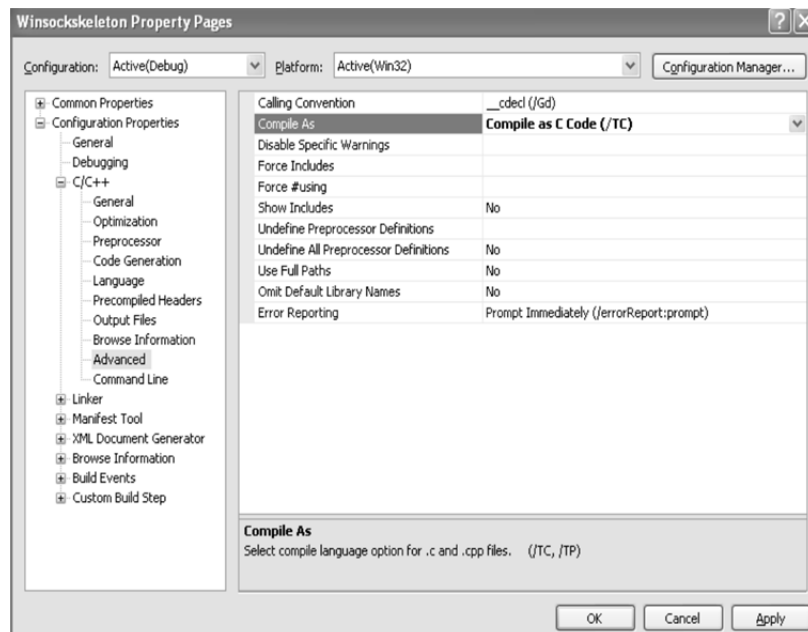 Winsockskeleton Property Pages
Configuration: Active(Debug) Platform: Active(Win32) Configuration Manager...
Common Properties
Configuration Properties
General
Debugging
C/C++
General
Optimization
Preprocessor
Code Generation
Language
Precompiled Headers
Output Files
Browse Information
Advanced
Command Line
Linker
Manifest Tool
XML Document Generator
Browse Information
Build Events
Custom Build Step
Calling Convention __cdecl (/Gd)
Compile As Compile as C Code (/TC)
Disable Specific Warnings
Force Includes
Force #using
Show Includes No
Undefine Preprocessor Definitions
Undefine All Preprocessor Definitions No
Use Full Paths No
Omit Default Library Names No
Error Reporting Prompt Immediately (/errorReport:prompt)
Compile As
Select compile language option for .c and .cpp files. (/TC, /TP)
OK Cancel Apply